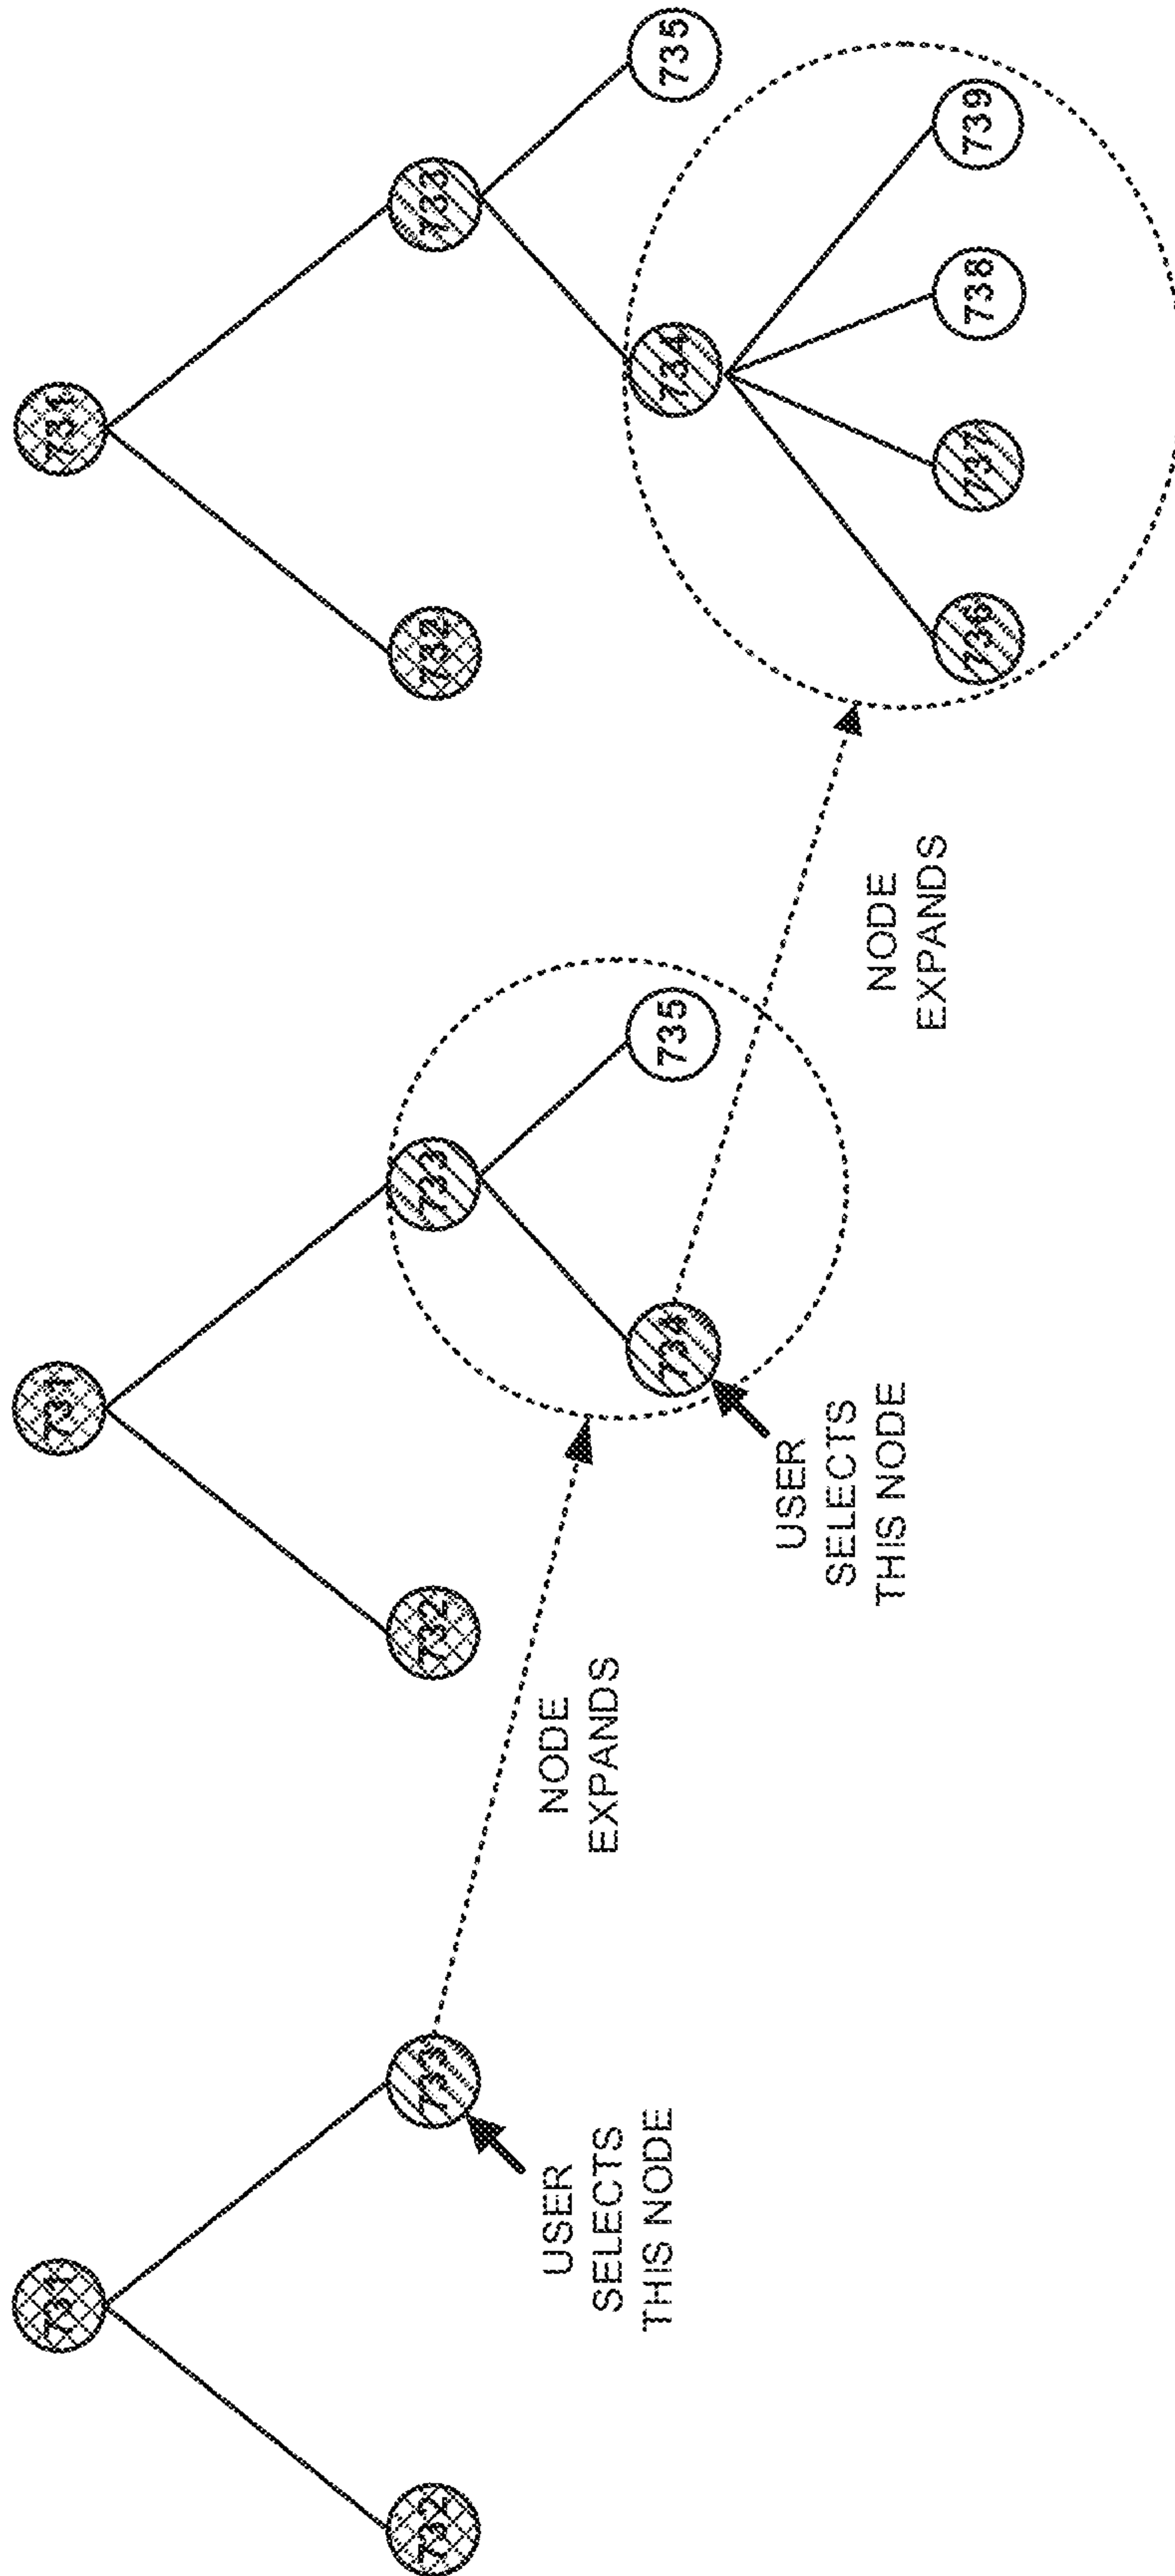 731
732
733
USER
SELECTS
THIS NODE
NODE
EXPANDS
731
732
733
734
735
USER
SELECTS
THIS NODE
NODE
EXPANDS
731
732
733
734
735
736
737
738
739